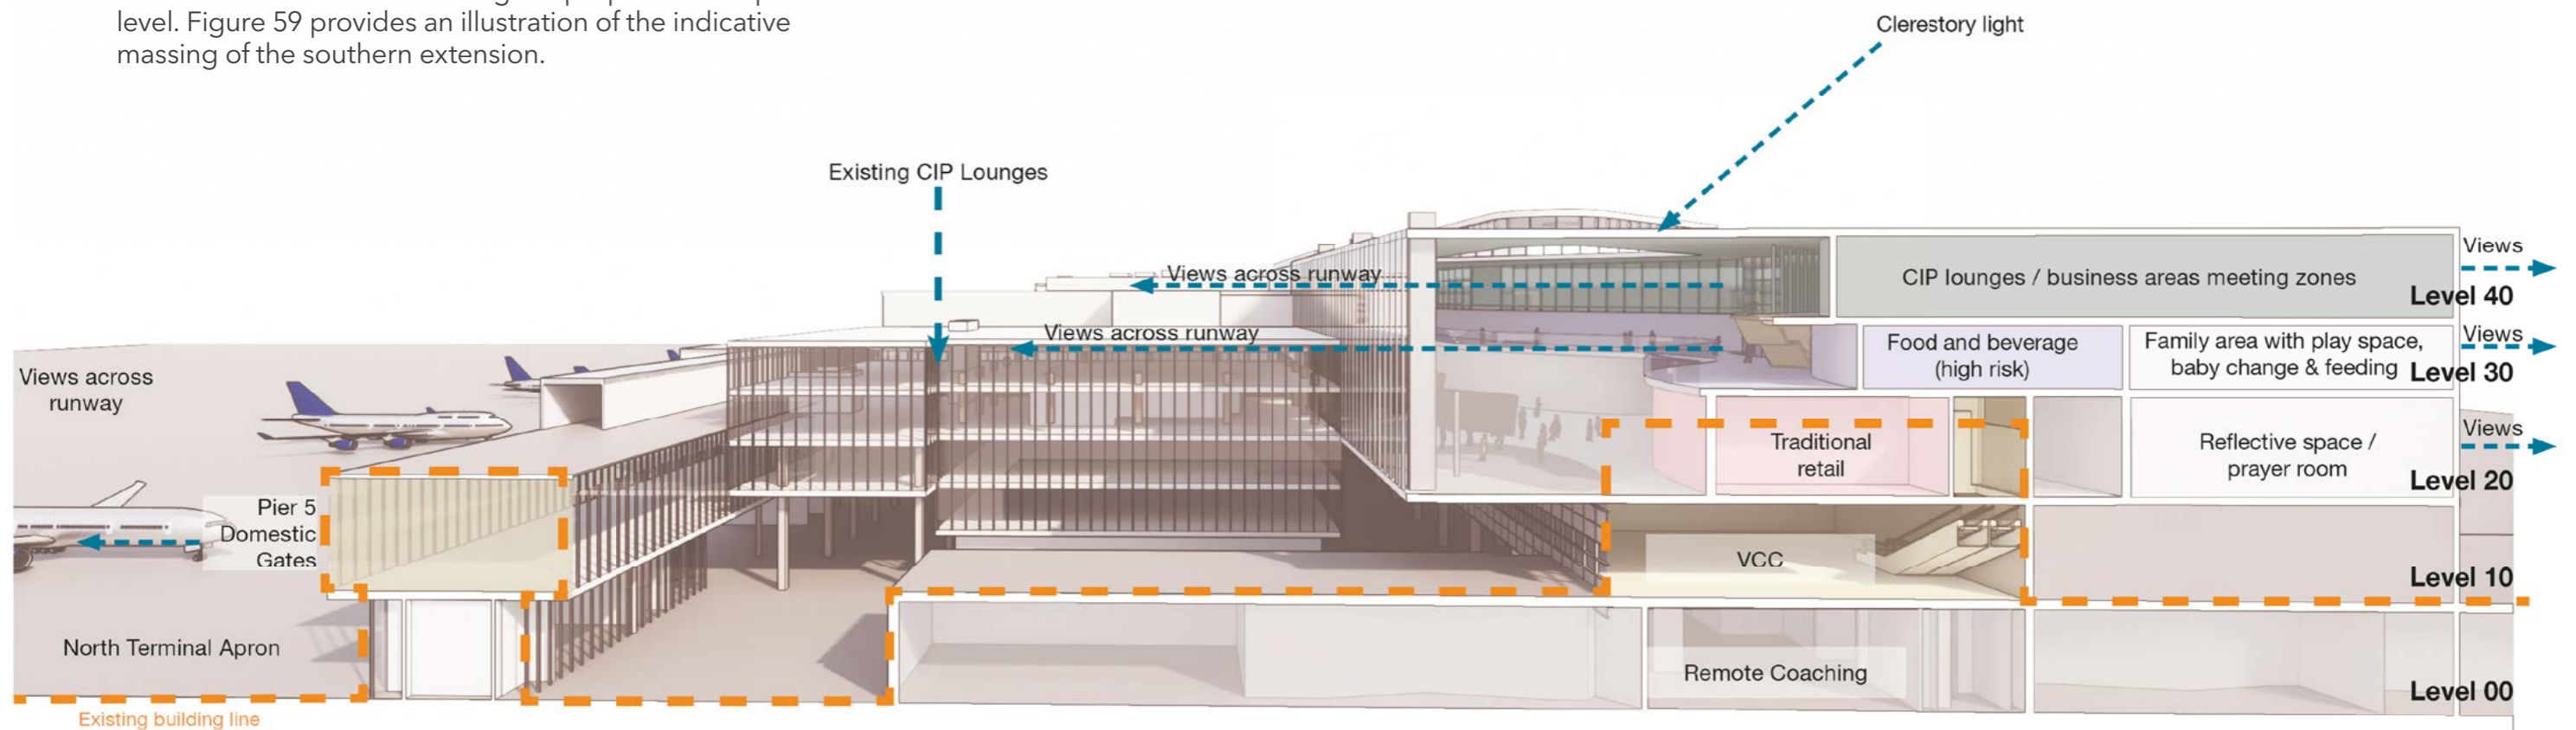 level. Figure 59 provides an illustration of the indicative
massing of the southern extension.
Clerestory light
Existing CIP Lounges
Views across runway
Views across runway
Views across
runway
CIP lounges / business areas meeting zones
Level 40
Views
Food and beverage
(high risk)
Family area with play space,
baby change & feeding
Level 30
Views
Traditional
retail
Reflective space /
prayer room
Level 20
Views
Pier 5
Domestic
Gates
VCC
Level 10
North Terminal Apron
Remote Coaching
Level 00
Existing building line